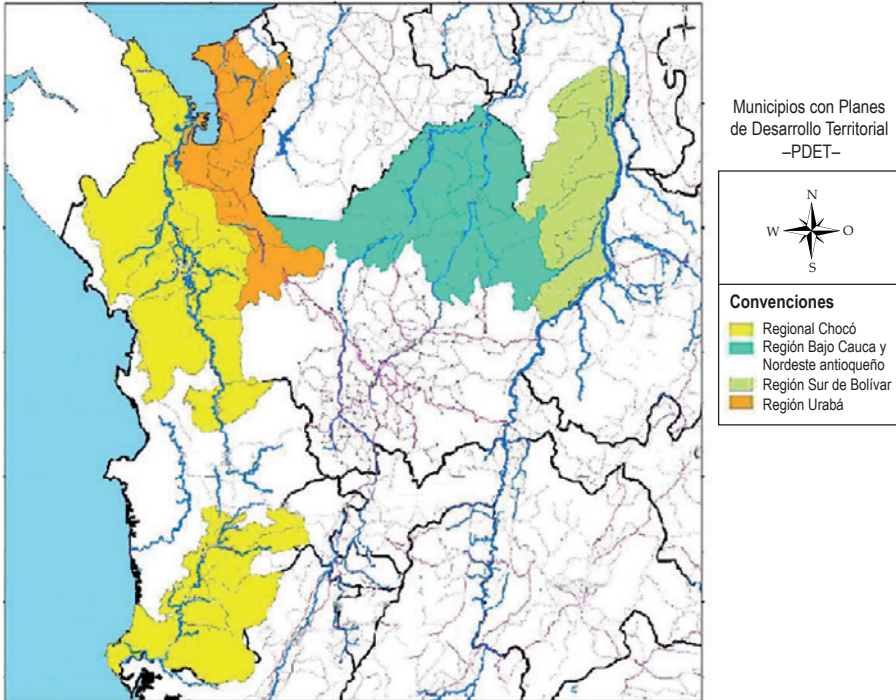 Municipios con Planes
de Desarrollo Territorial
–PDET–
N
W O
S
Convenciones
Regional Chocó
Región Bajo Cauca y
Nordeste antioqueño
Región Sur de Bolívar
Región Urabá